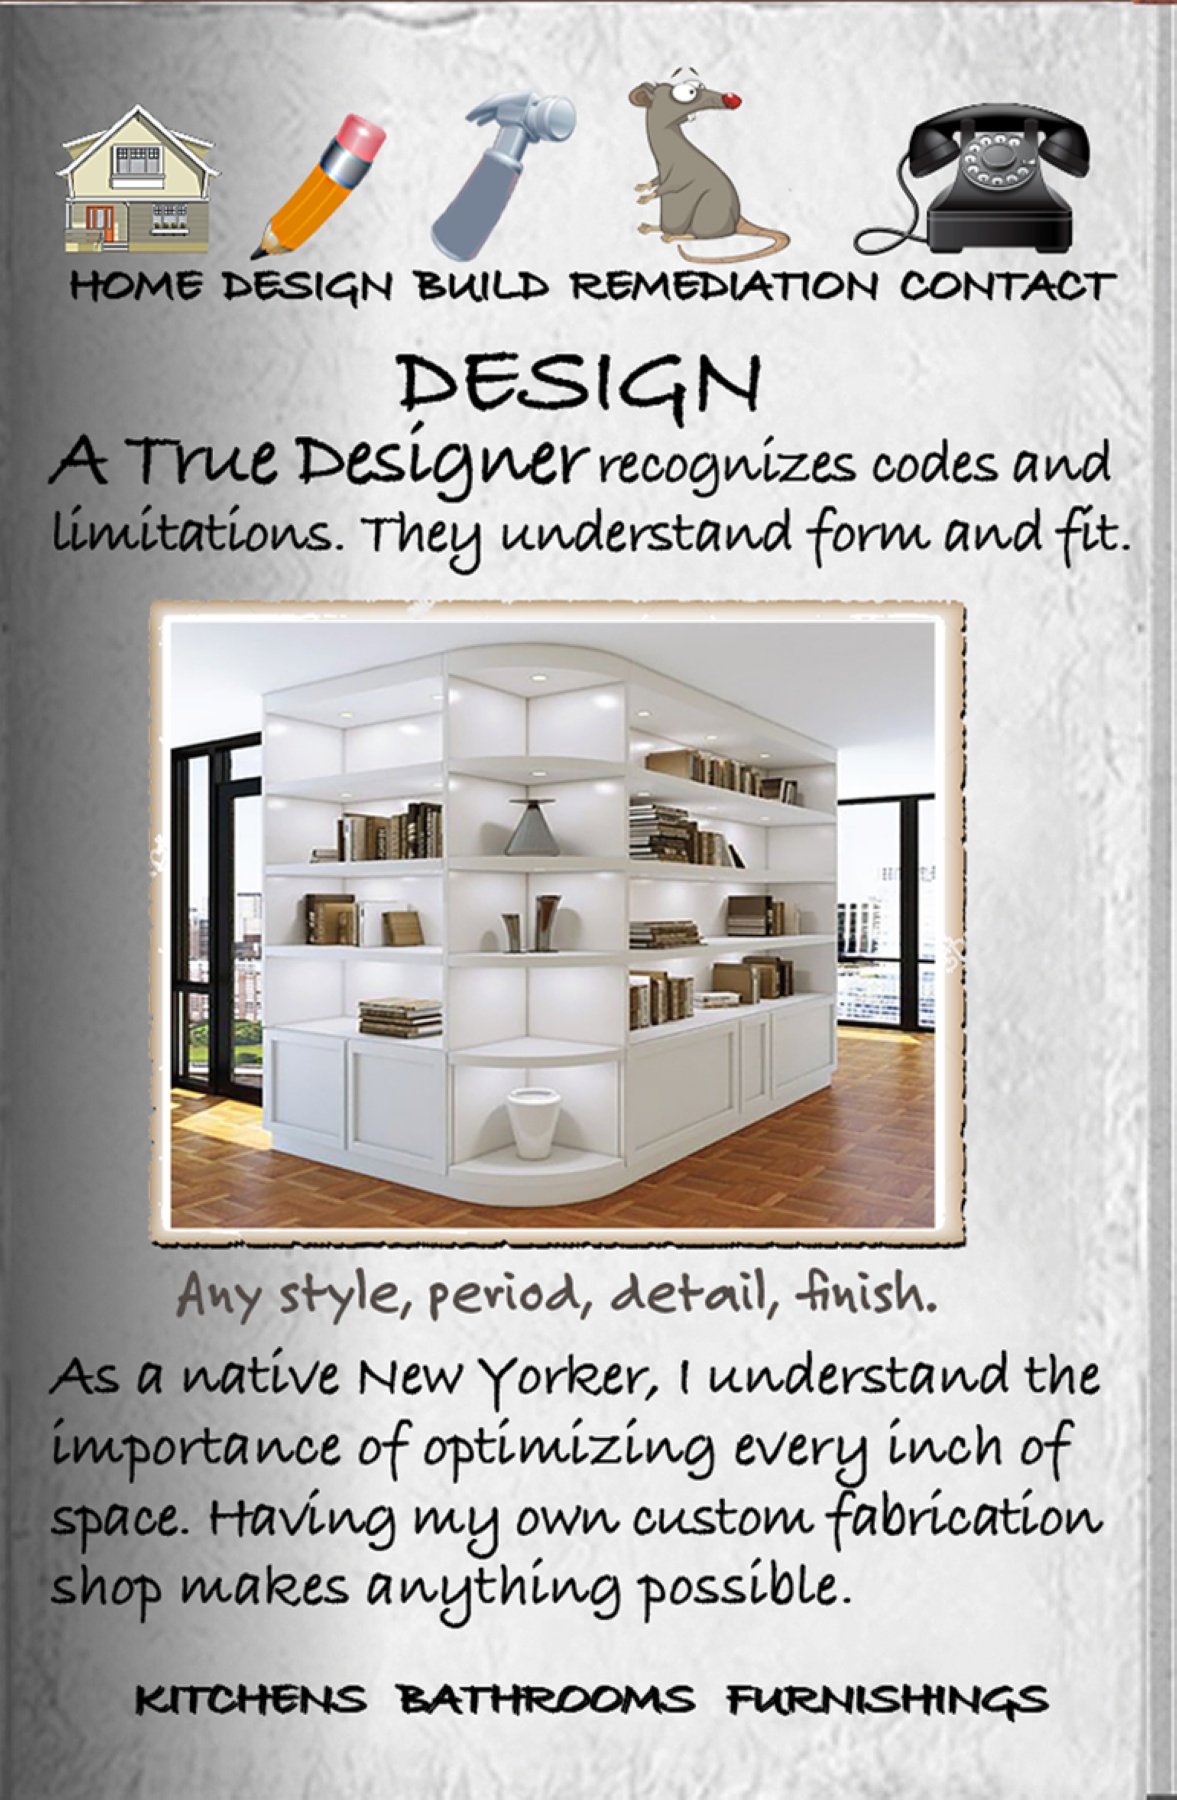 HOME DESIGN BUILD REMEDIATION CONTACT
DESIGN
A True Designer recognizes codes and
limitations. They understand form and fit.
Any style, period, detail, finish.
As a native New Yorker, I understand the
importance of optimizing every inch of
space. Having my own custom fabrication
shop makes anything possible.
KITCHENS BATHROOMS FURNISHINGS